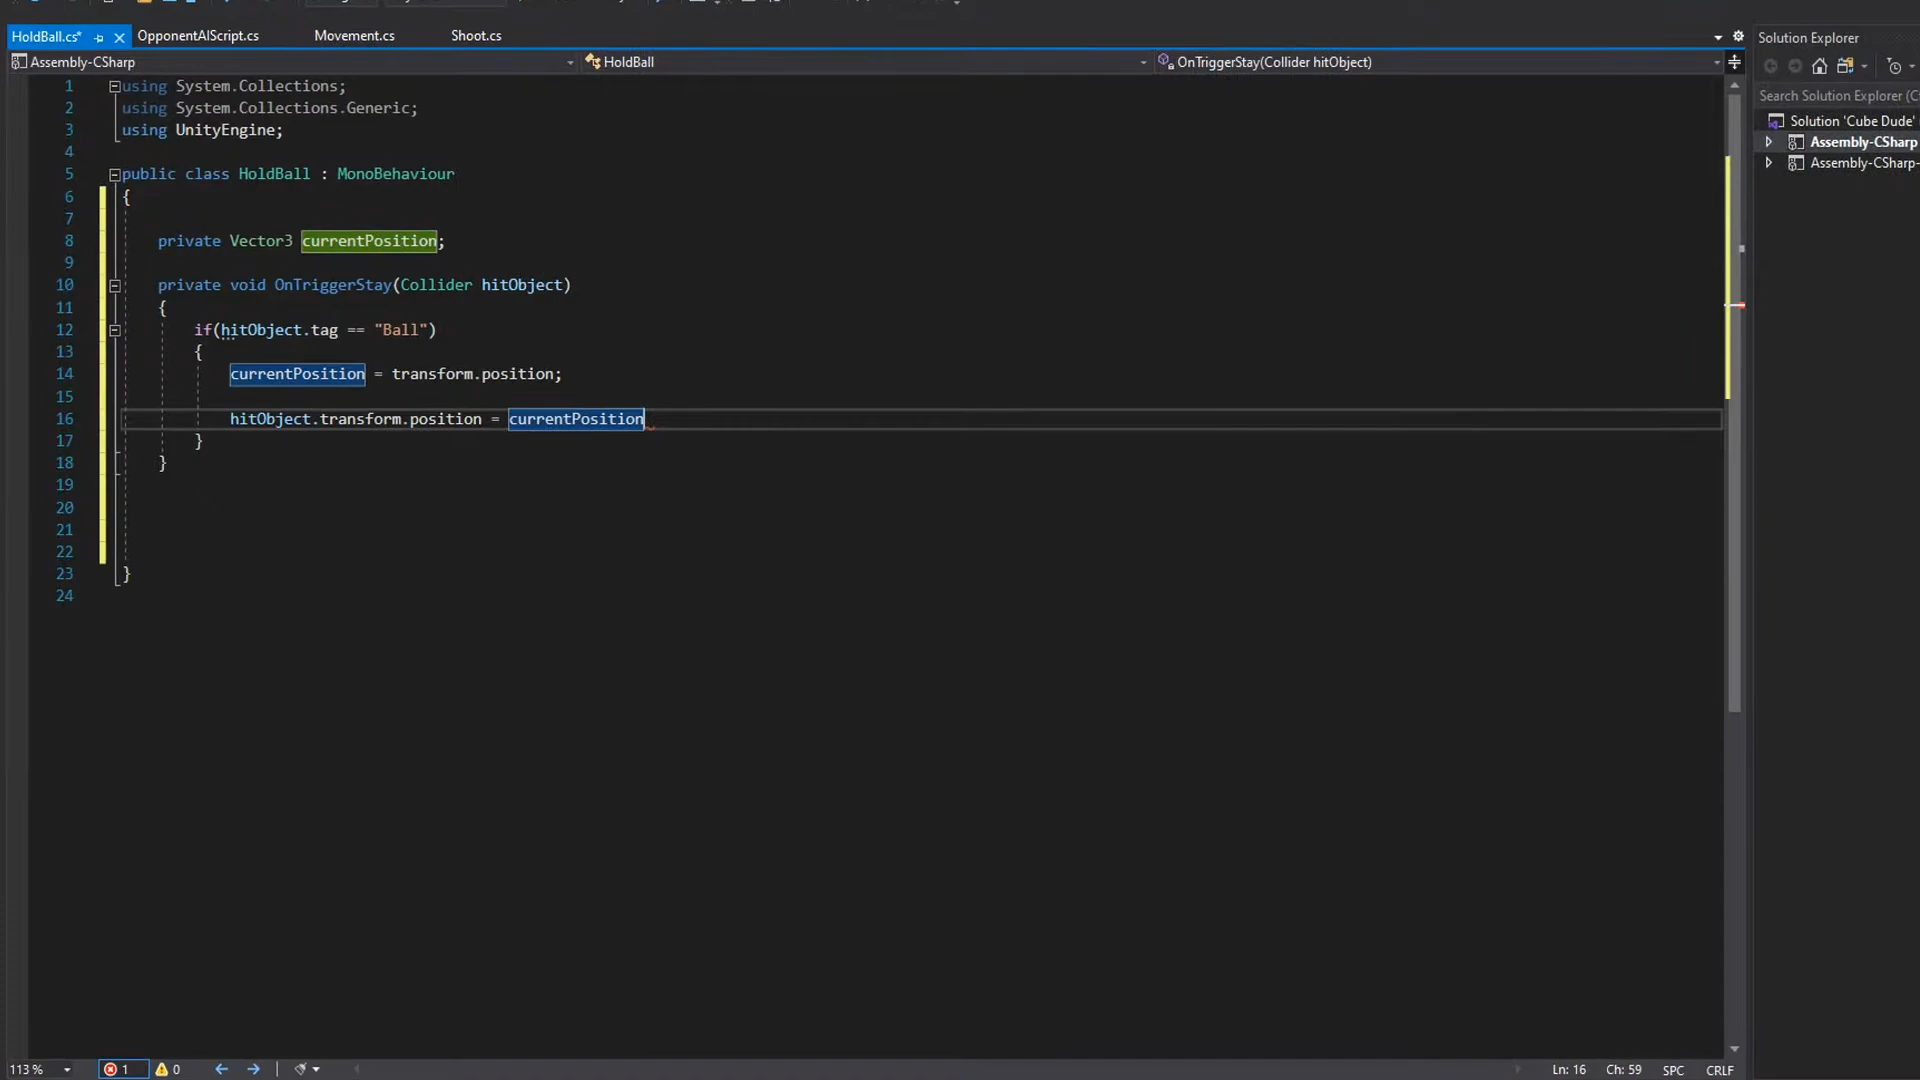 HoldBall.cs* OpponentAIScript.cs Movement.cs Shoot.cs
Solution Explorer
Assembly-CSharp HoldBall OnTriggerStay(Collider hitObject)
Search Solution Explorer (C
Solution 'Cube Dude'
Assembly-CSharp
Assembly-CSharp-
1 using System.Collections;
2 using System.Collections.Generic;
3 using UnityEngine;
4
5 public class HoldBall : MonoBehaviour
6 {
7
8 private Vector3 currentPosition;
9
10 private void OnTriggerStay(Collider hitObject)
11 {
12 if(hitObject.tag == "Ball")
13 {
14 currentPosition = transform.position;
15
16 hitObject.transform.position = currentPosition
17 }
18 }
19
20
21
22
23 }
24
113 % 1 0 Ln: 16 Ch: 59 SPC CRLF